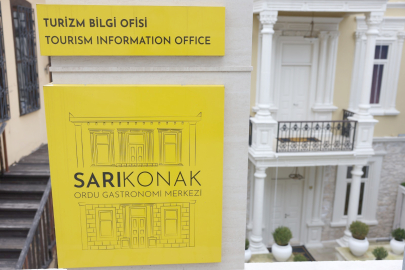 TURİZM BİLGİ OFİSİ
TOURISM INFORMATION OFFICE
SARIKONAK
ORDU GASTRONOMİ MERKEZİ